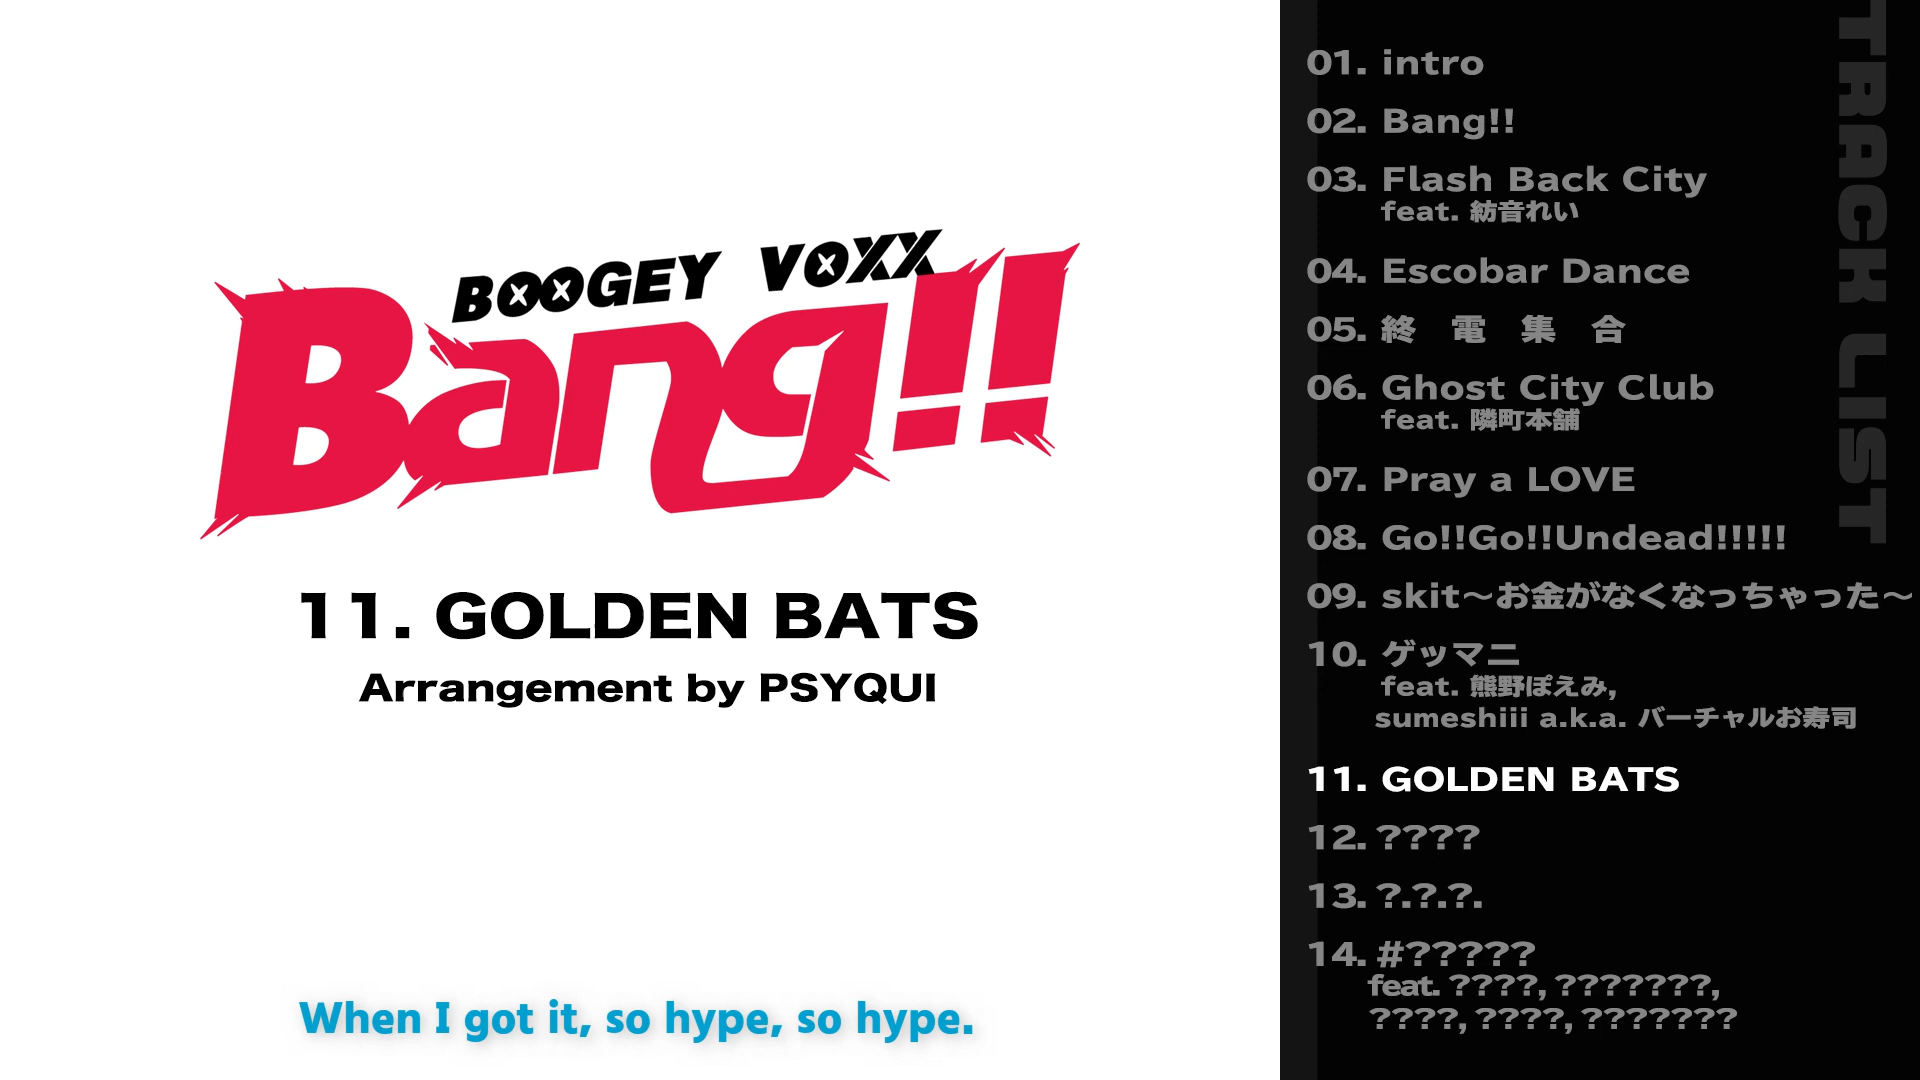 BOOGEY VOXX
Bang!!
11. GOLDEN BATS
Arrangement by PSYQUI
When I got it, so hype, so hype.
TRACK LIST
01. intro
02. Bang!!
03. Flash Back City
feat. 紡音れい
04. Escobar Dance
05. 終　電　集　合
06. Ghost City Club
feat. 隣町本舗
07. Pray a LOVE
08. Go!!Go!!Undead!!!!!
09. skit～お金がなくなっちゃった～
10. ゲッマニ
feat. 熊野ぽえみ,
sumeshiii a.k.a. バーチャルお寿司
11. GOLDEN BATS
12. ????
13. ?.?.?.
14. #?????
feat. ????, ???????,
????, ????, ???????